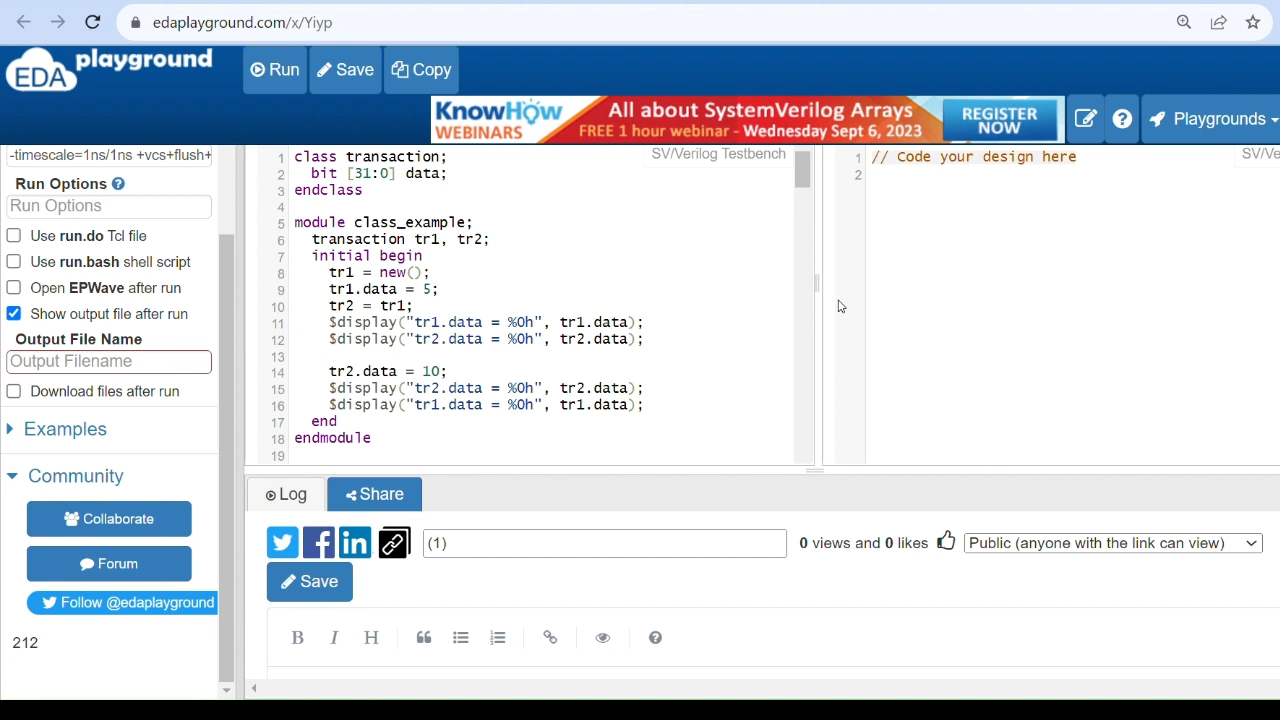 edaplayground.com/x/Yiyp
EDA playground
Run Save Copy
KnowHow WEBINARS
All about SystemVerilog Arrays
FREE 1 hour webinar - Wednesday Sept 6, 2023
REGISTER NOW
Playgrounds
-timescale=1ns/1ns +vcs+flush+
Run Options
Run Options
Use run.do Tcl file
Use run.bash shell script
Open EPWave after run
Show output file after run
Output File Name
Output Filename
Download files after run
Examples
Community
Collaborate
Forum
Follow @edaplayground
212
SV/Verilog Testbench
1 class transaction;
2 bit [31:0] data;
3 endclass
4
5 module class_example;
6 transaction tr1, tr2;
7 initial begin
8 tr1 = new();
9 tr1.data = 5;
10 tr2 = tr1;
11 $display("tr1.data = %0h", tr1.data);
12 $display("tr2.data = %0h", tr2.data);
13
14 tr2.data = 10;
15 $display("tr2.data = %0h", tr2.data);
16 $display("tr1.data = %0h", tr1.data);
17 end
18 endmodule
19
SV/Ve
1 // Code your design here
2
Log Share
(1)
0 views and 0 likes
Public (anyone with the link can view)
Save
B I H